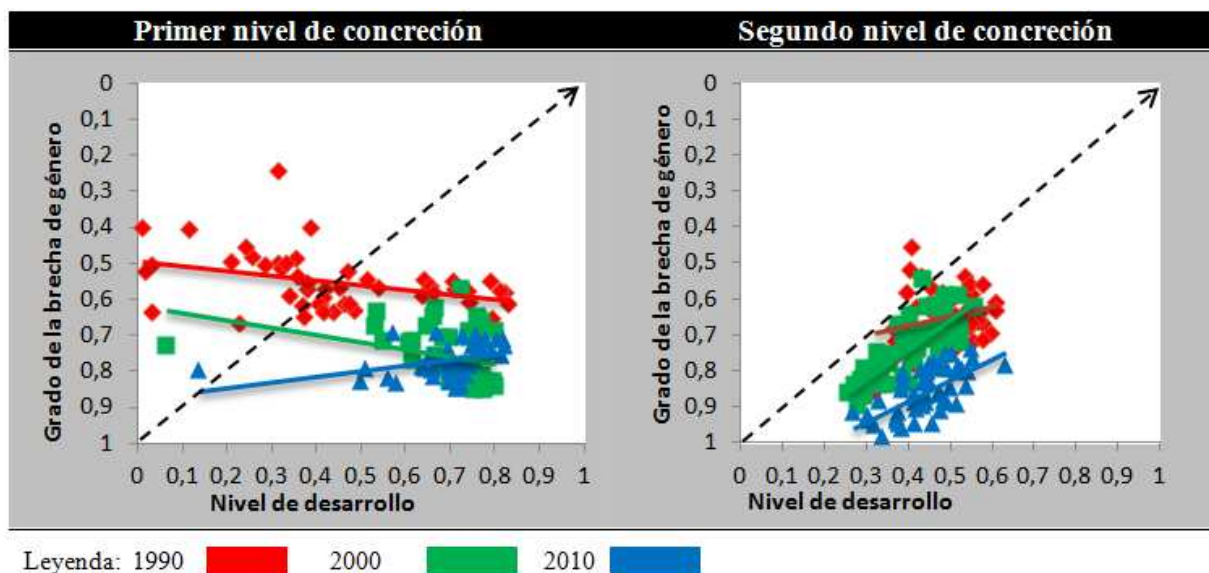 Primer nivel de concreción
Segundo nivel de concreción
Grado de la brecha de género
0
0,1
0,2
0,3
0,4
0,5
0,6
0,7
0,8
0,9
1
0 0,1 0,2 0,3 0,4 0,5 0,6 0,7 0,8 0,9 1
Nivel de desarrollo
Grado de la brecha de género
0
0,1
0,2
0,3
0,4
0,5
0,6
0,7
0,8
0,9
1
0 0,1 0,2 0,3 0,4 0,5 0,6 0,7 0,8 0,9 1
Nivel de desarrollo
Leyenda: 1990 2000 2010